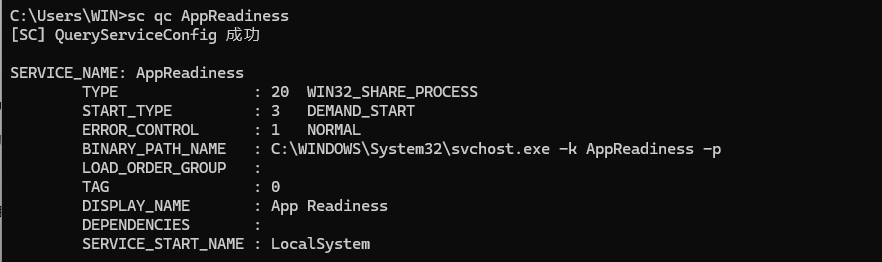 C:\Users\WIN>sc qc AppReadiness
[SC] QueryServiceConfig 成功

SERVICE_NAME: AppReadiness
        TYPE               : 20  WIN32_SHARE_PROCESS
        START_TYPE         : 3   DEMAND_START
        ERROR_CONTROL      : 1   NORMAL
        BINARY_PATH_NAME   : C:\WINDOWS\System32\svchost.exe -k AppReadiness -p
        LOAD_ORDER_GROUP   :
        TAG                : 0
        DISPLAY_NAME       : App Readiness
        DEPENDENCIES       :
        SERVICE_START_NAME : LocalSystem